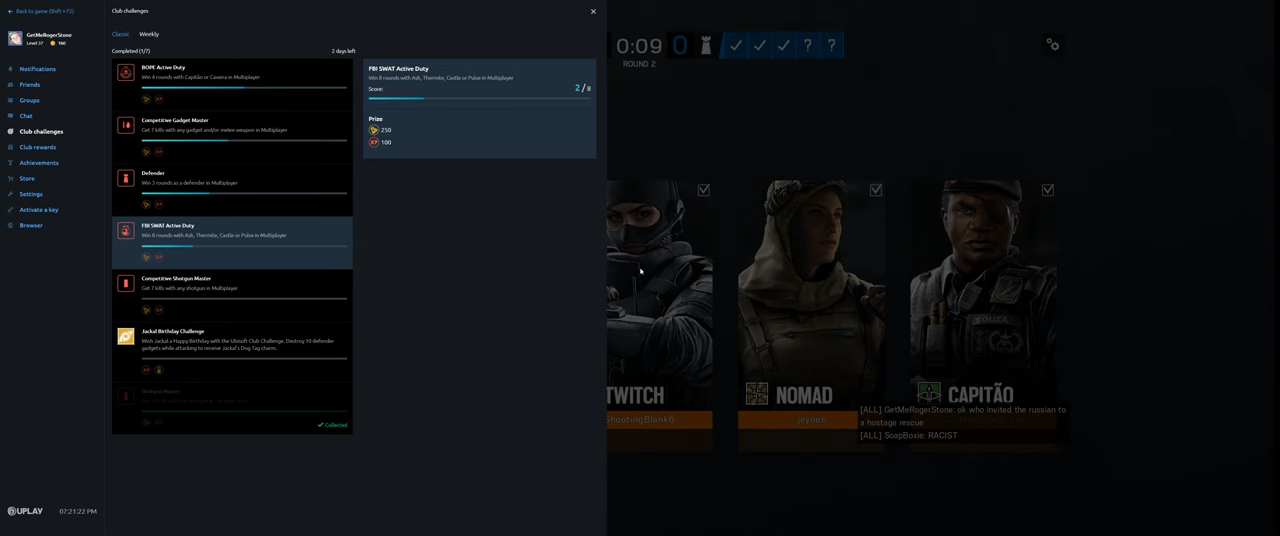 Back to game (Shift + F2)
GetMeRogerStone
Level 37 160
Notifications
Friends
Groups
Chat
Club challenges
Club rewards
Achievements
Store
Settings
Activate a key
Browser
UPLAY 07:21:22 PM
Club challenges
Classic Weekly
Completed (1/7) 2 days left
BOPE Active Duty
Win 4 rounds with Capitão or Caveira in Multiplayer
Competitive Gadget Master
Get 7 kills with any gadget and/or melee weapon in Multiplayer
Defender
Win 3 rounds as a defender in Multiplayer
FBI SWAT Active Duty
Win 8 rounds with Ash, Thermite, Castle or Pulse in Multiplayer
Competitive Shotgun Master
Get 7 kills with any shotgun in Multiplayer
Jackal Birthday Challenge
Wish Jackal a Happy Birthday with the Ubisoft Club Challenge. Destroy 10 defender
gadgets while attacking to receive Jackal's Dog Tag charm.
Shotgun Master
Collected
FBI SWAT Active Duty
Win 8 rounds with Ash, Thermite, Castle or Pulse in Multiplayer
Score: 2/8
Prize
250
XP 100
0:09 0 ? ?
ROUND 2
TWITCH
ShootingBlank6
NOMAD
jeynos
SOUZA
CAPITÃO
[ALL] GetMeRogerStone: ok who invited the russian to
a hostage rescue
[ALL] SoapBoxie: RACIST